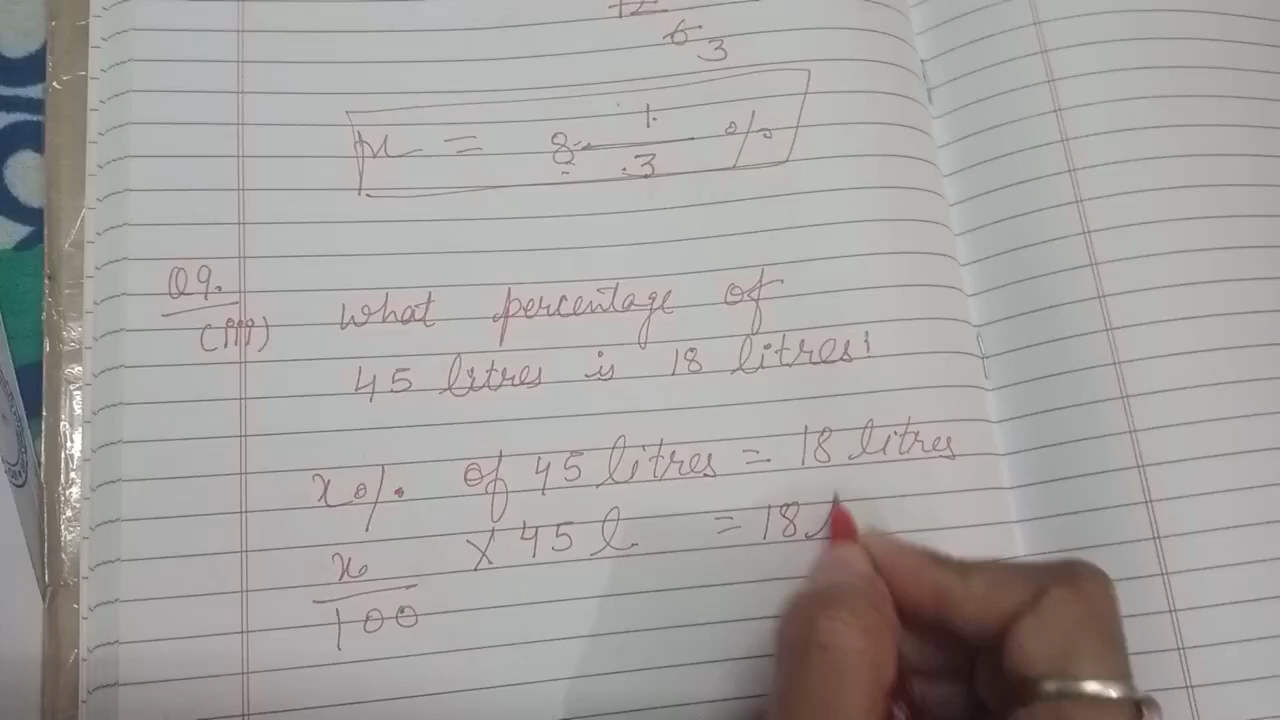 6 3
x = 8 1/3 %
Q9.
(iii) What percentage of
45 litres is 18 litres?
x% of 45 litres = 18 litres
x/100 × 45 l = 18 l